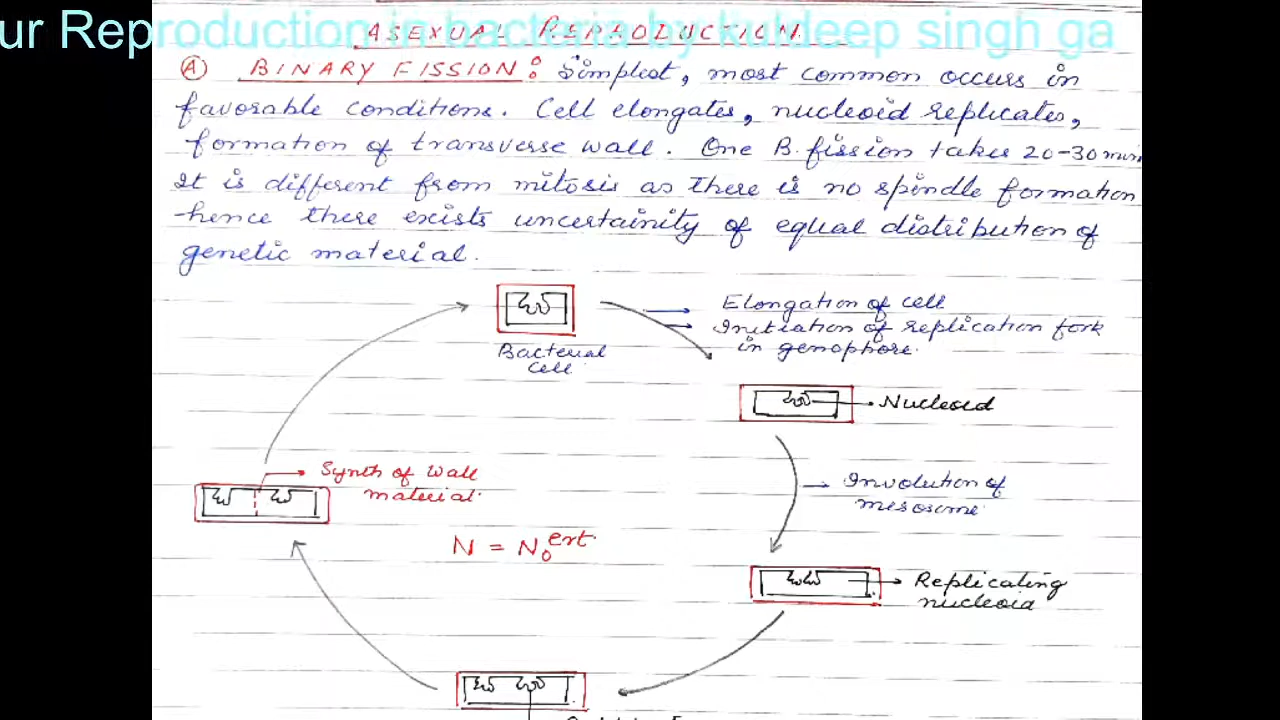 ur Reproduction in bacteria by kuldeep singh ga
ASEXUAL REPRODUCTION.
(A) BINARY FISSION: Simplest, most common occurs in
favorable conditions. Cell elongates, nucleoid replicates,
formation of transverse wall. One B.fission takes 20-30 min
It is different from mitosis as there is no spindle formation
hence there exists uncertainity of equal distribution of
genetic material.
Elongation of cell
Initiation of replication fork
in genophore.
Bacterial
Cell.
Nucleoid
Synth of Wall
material.
Involution of
mesosome
N = N₀ᵉʳᵗ.
Replicating
nucleoid